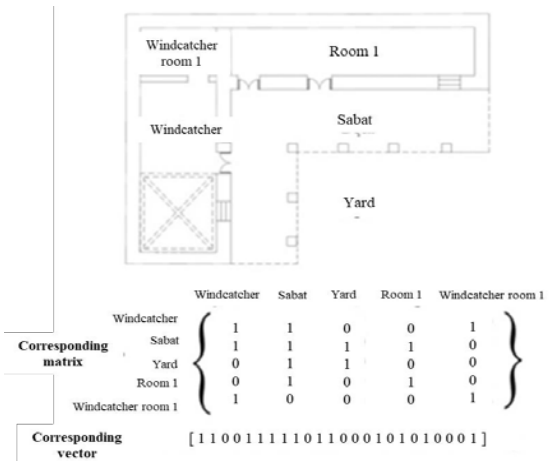 Windcatcher
room 1
Room 1
Windcatcher
Sabat
Yard
Windcatcher Sabat Yard Room 1 Windcatcher room 1
Windcatcher 1 1 0 0 1
Sabat 1 1 1 1 0
Yard 0 1 1 0 0
Room 1 0 1 0 1 0
Windcatcher room 1 1 0 0 0 1
Corresponding
matrix
Corresponding
vector
[ 1 1 0 0 1 1 1 1 1 0 1 1 0 0 0 1 0 1 0 1 0 0 0 1 ]